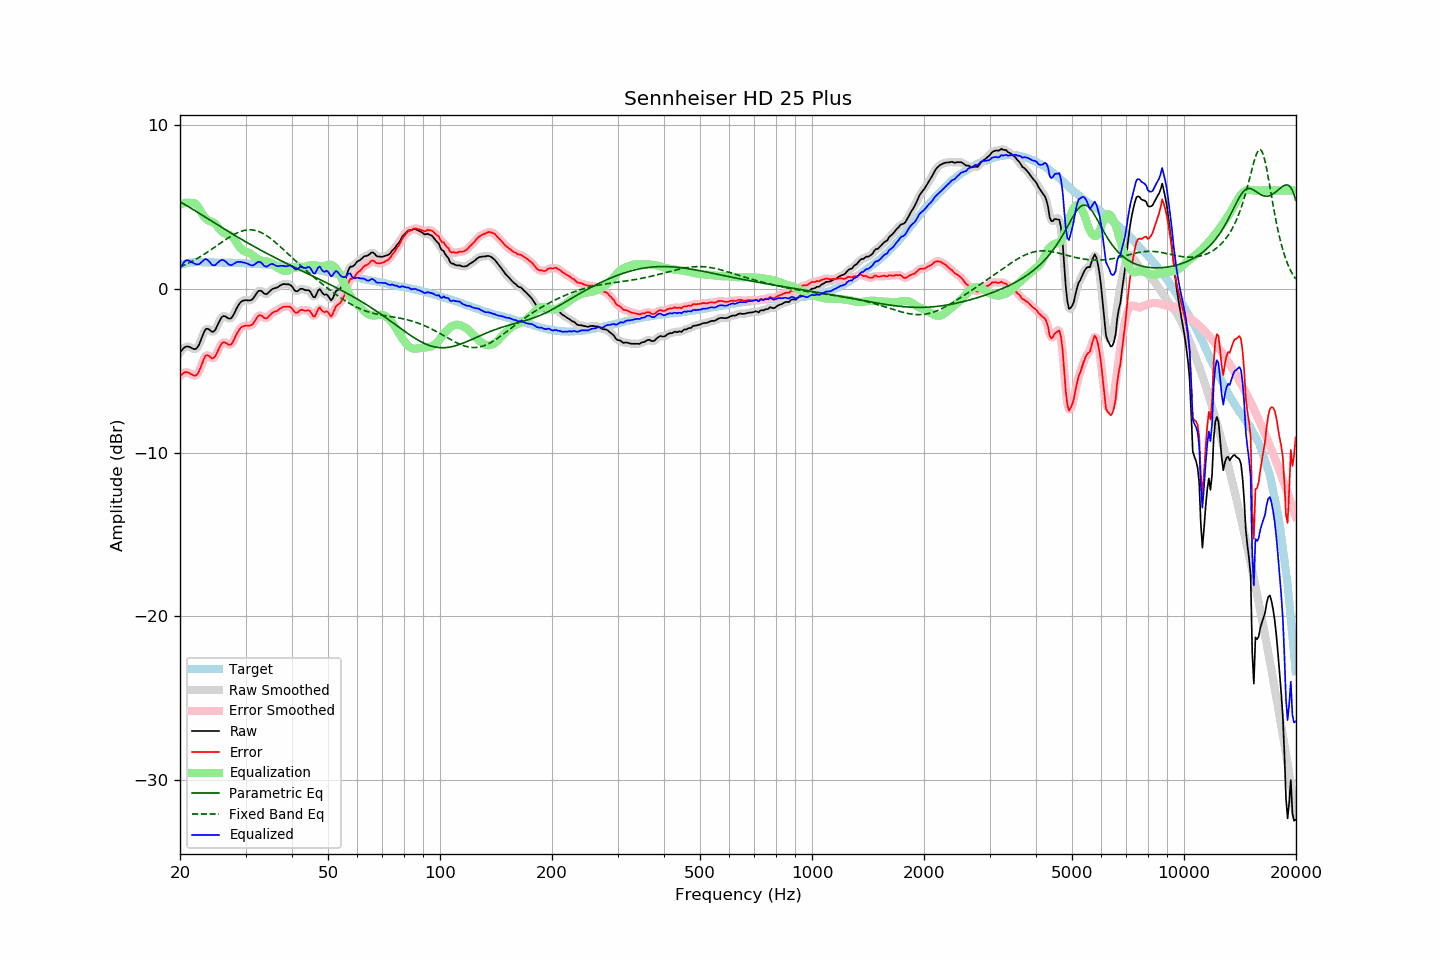 Sennheiser HD 25 Plus
Amplitude (dBr)
10
0
−10
−20
−30
Target
Raw Smoothed
Error Smoothed
Raw
Error
Equalization
Parametric Eq
Fixed Band Eq
Equalized
20 50 100 200 500 1000 2000 5000 10000 20000
Frequency (Hz)